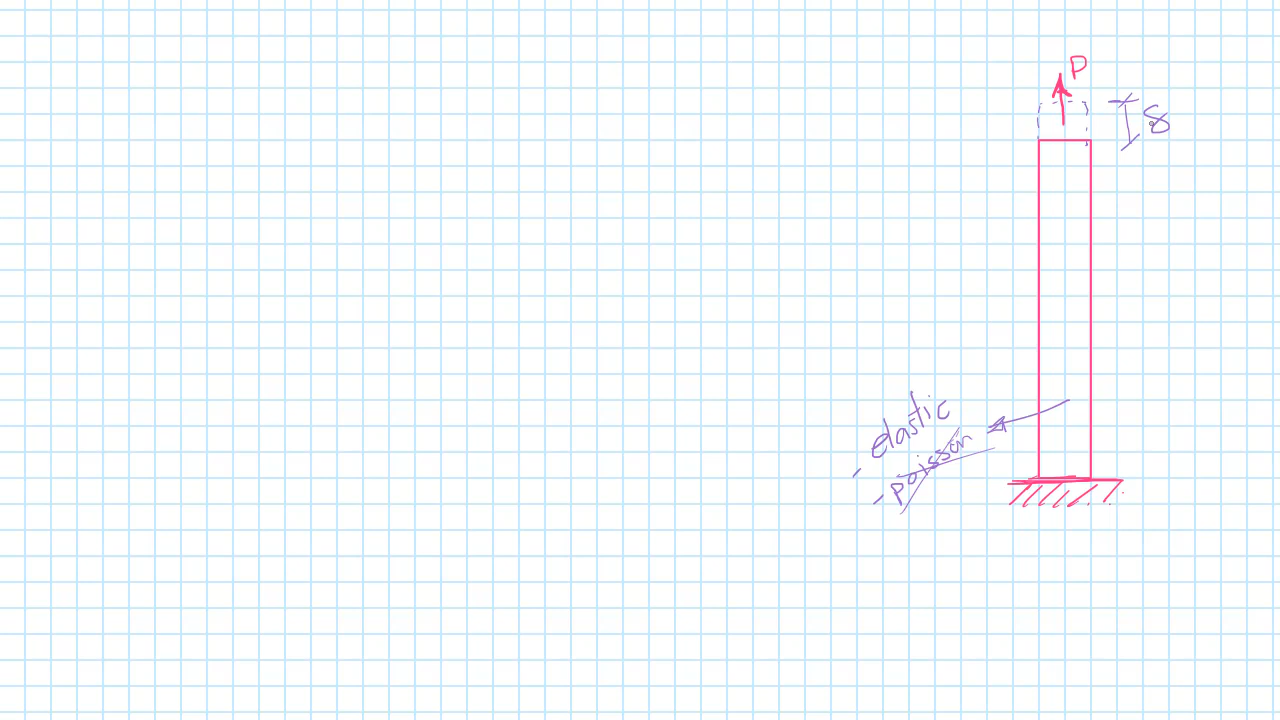 P
δ
- elastic
- poisson